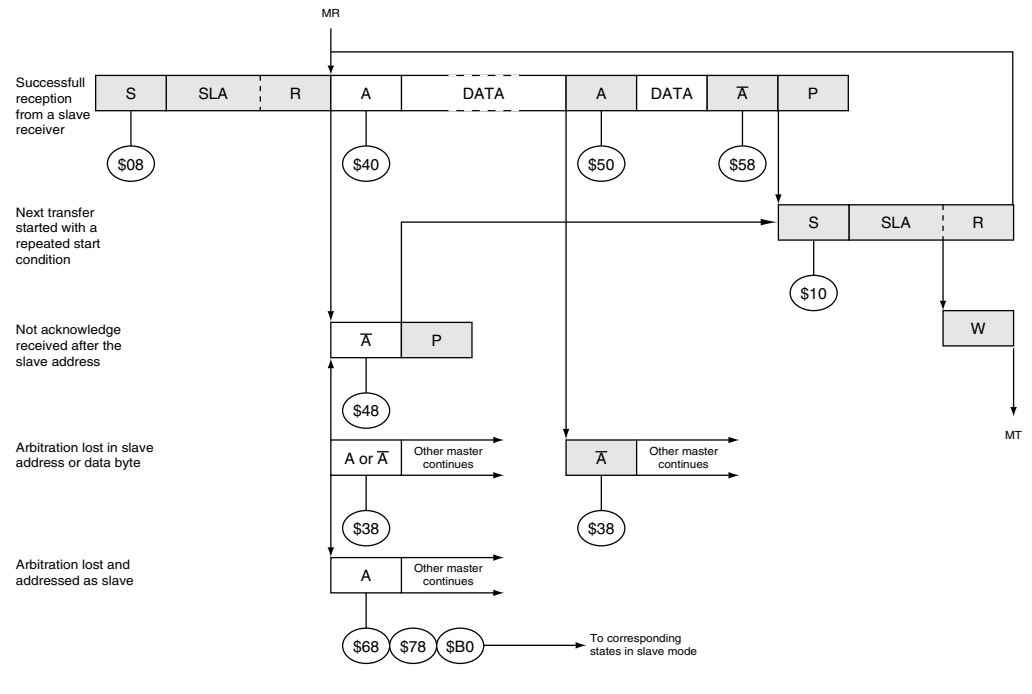 MR
Successfull
reception
from a slave
receiver
S SLA R A DATA A DATA A̅ P
$08 $40 $50 $58
Next transfer
started with a
repeated start
condition
S SLA R
$10
Not acknowledge
received after the
slave address
A̅ P
W
$48
MT
Arbitration lost in slave
address or data byte
A or A̅
Other master
continues
A̅
Other master
continues
$38 $38
Arbitration lost and
addressed as slave
A
Other master
continues
$68 $78 $B0
To corresponding
states in slave mode